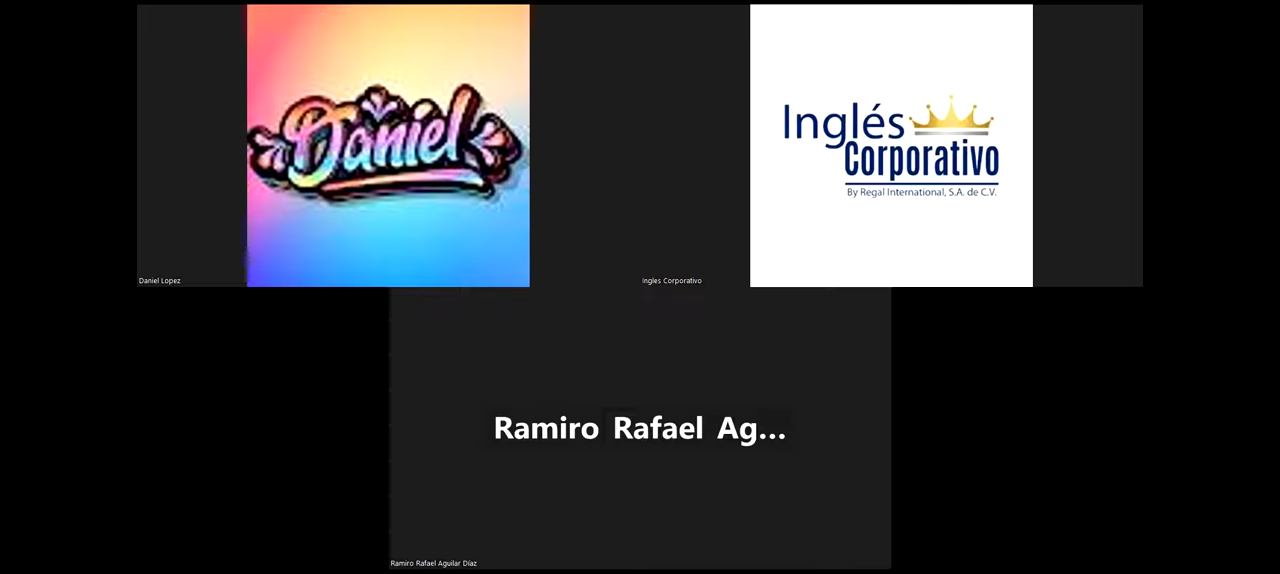 Daniel
Daniel Lopez
Inglés
Corporativo
By Regal International, S.A. de C.V.
Ingles Corporativo
Ramiro Rafael Ag...
Ramiro Rafael Aguilar Díaz